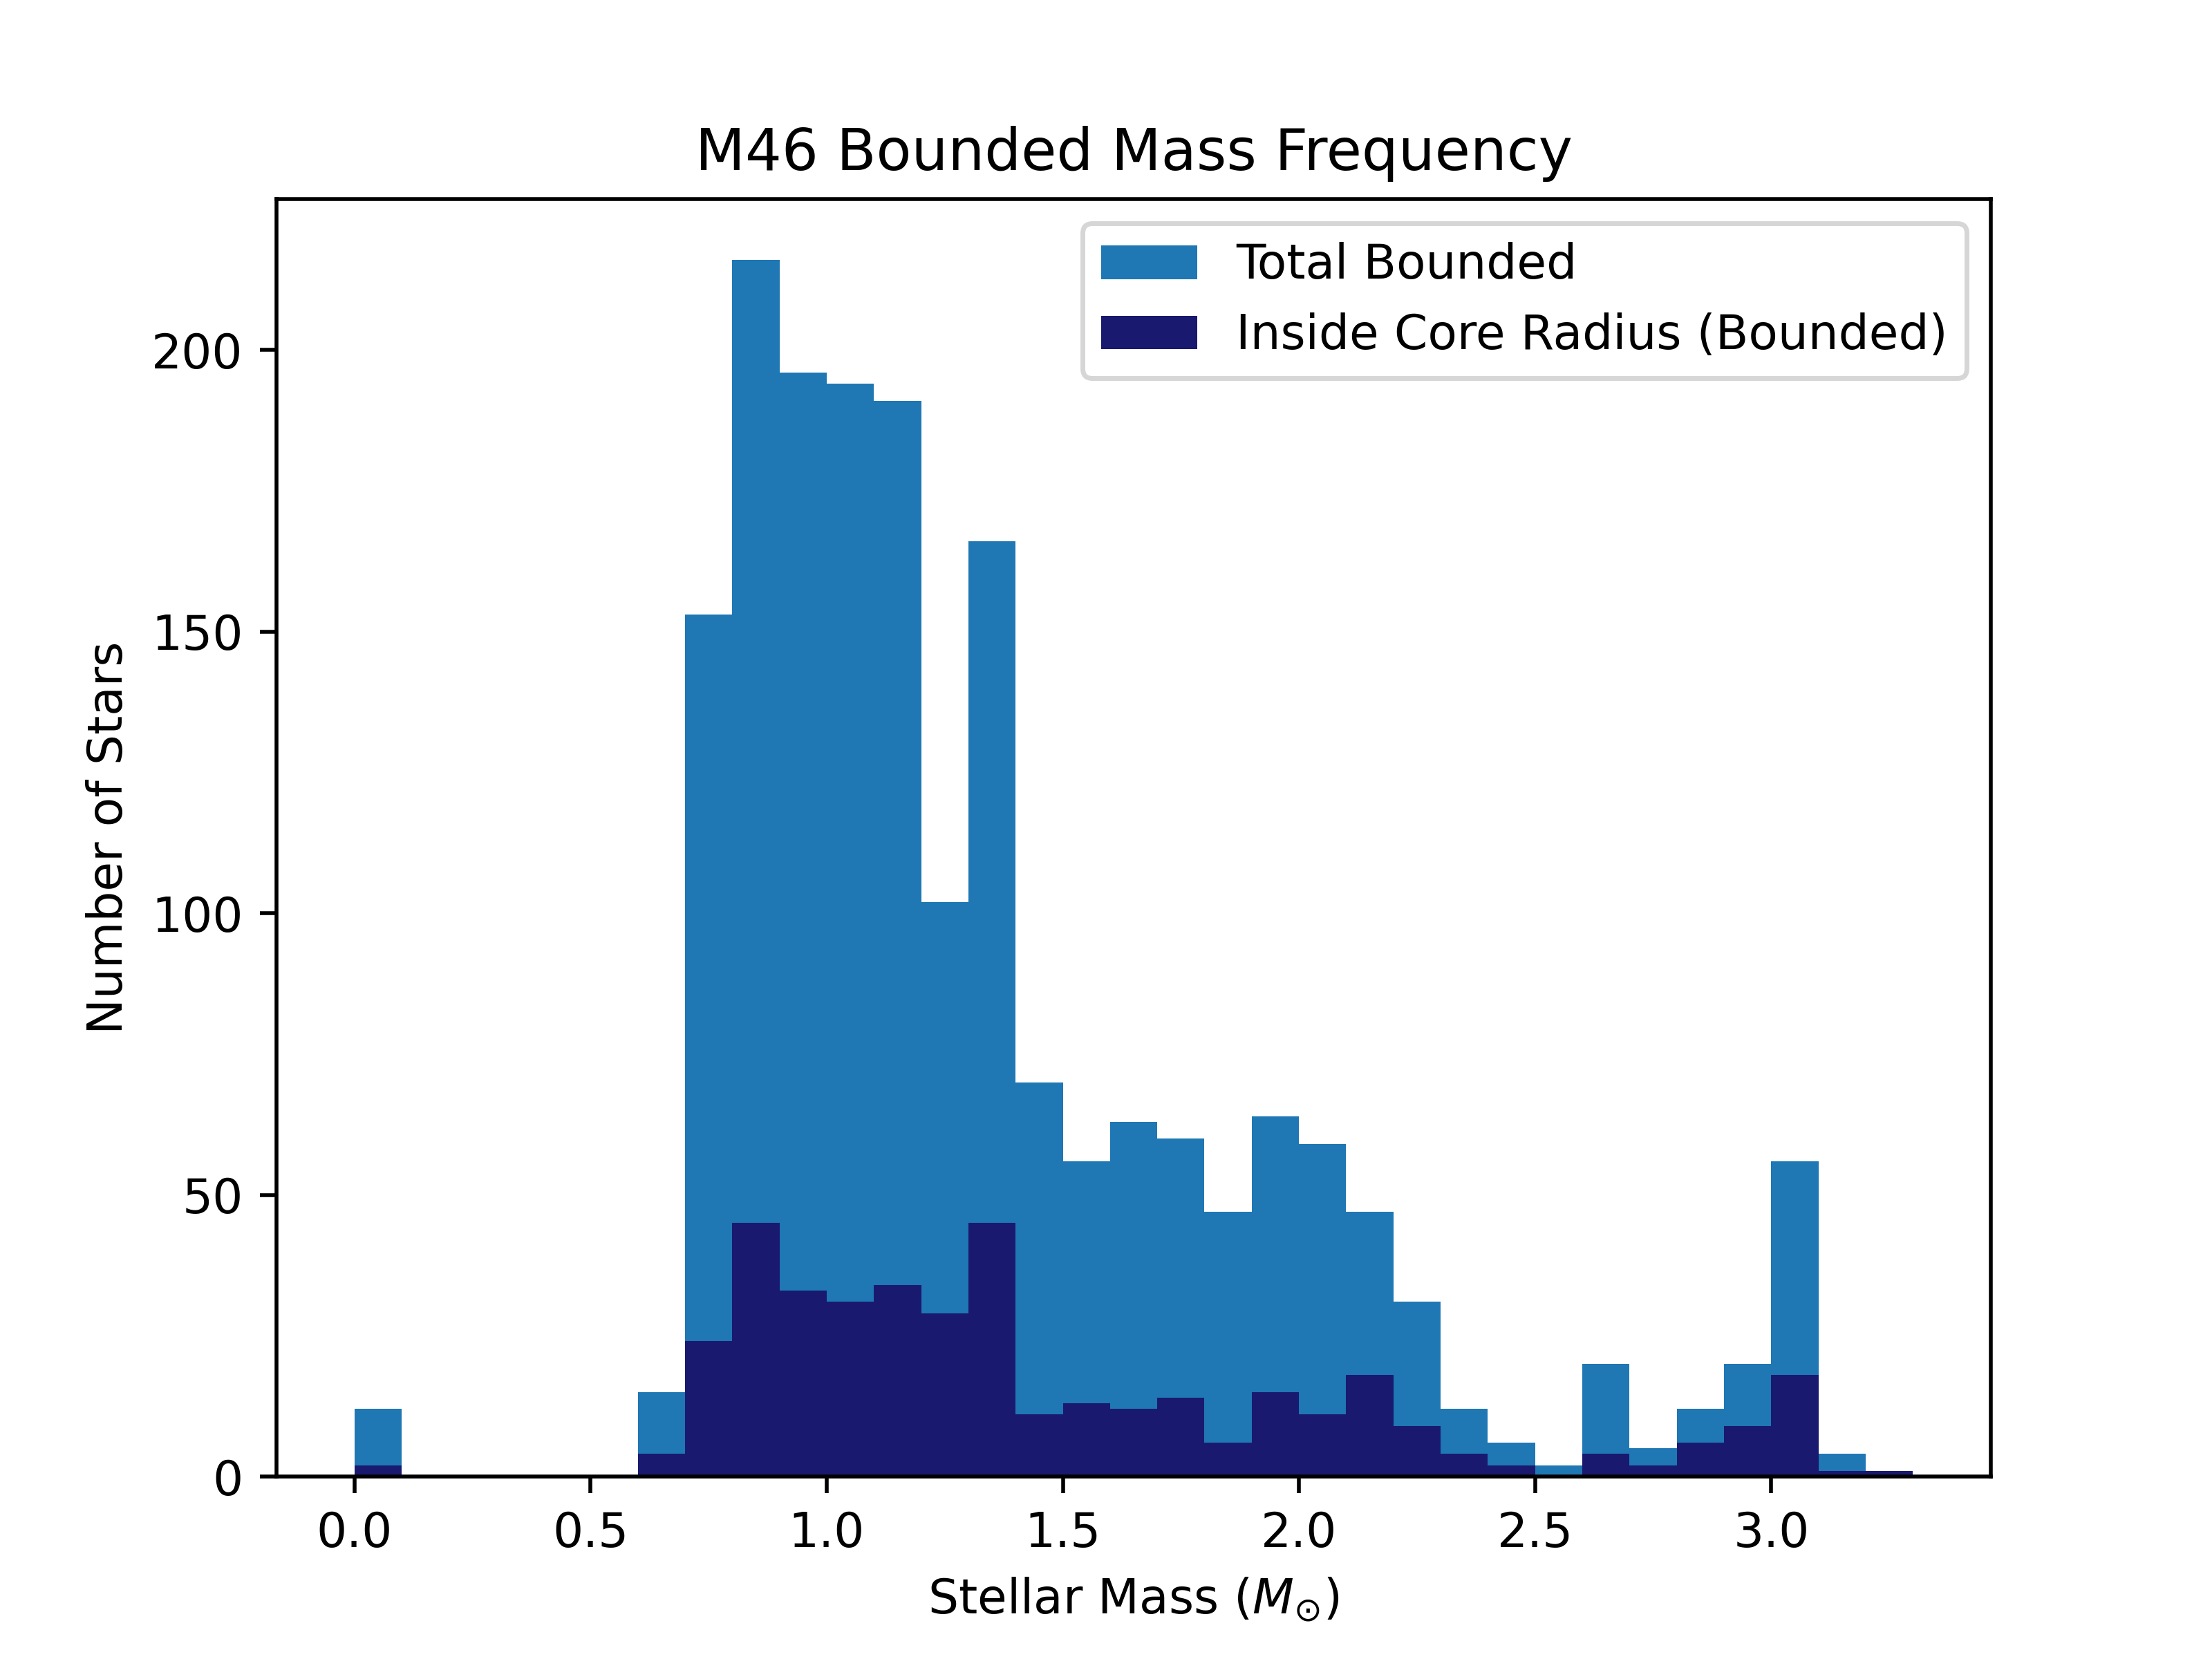 M46 Bounded Mass Frequency
Total Bounded
Inside Core Radius (Bounded)
200
150
100
50
0
Number of Stars
0.0 0.5 1.0 1.5 2.0 2.5 3.0
Stellar Mass (M☉)